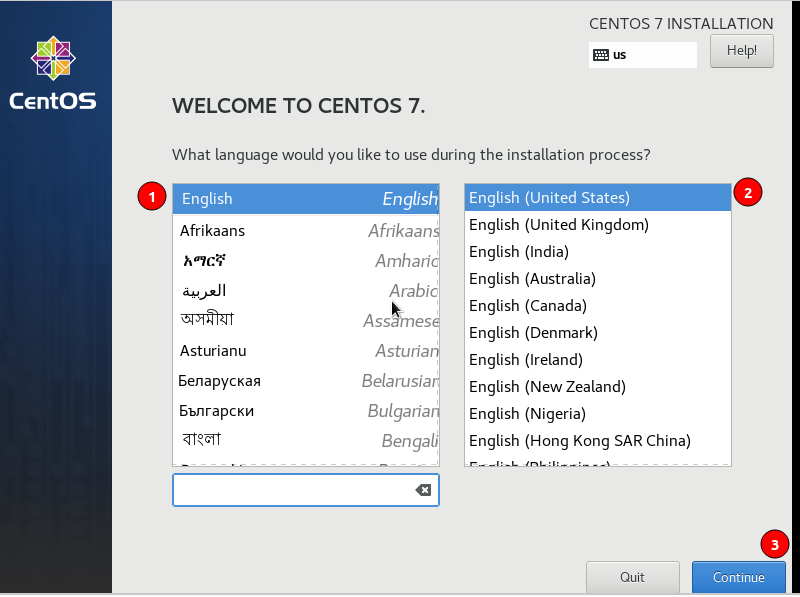 CENTOS 7 INSTALLATION
us
Help!
CentOS
WELCOME TO CENTOS 7.
What language would you like to use during the installation process?
1
English English
Afrikaans Afrikaans
አማርኛ Amharic
العربية Arabic
অসমীয়া Assamese
Asturianu Asturian
Беларуская Belarusian
Български Bulgarian
বাংলা Bengali
2
English (United States)
English (United Kingdom)
English (India)
English (Australia)
English (Canada)
English (Denmark)
English (Ireland)
English (New Zealand)
English (Nigeria)
English (Hong Kong SAR China)
English (Philippines)
3
Quit
Continue